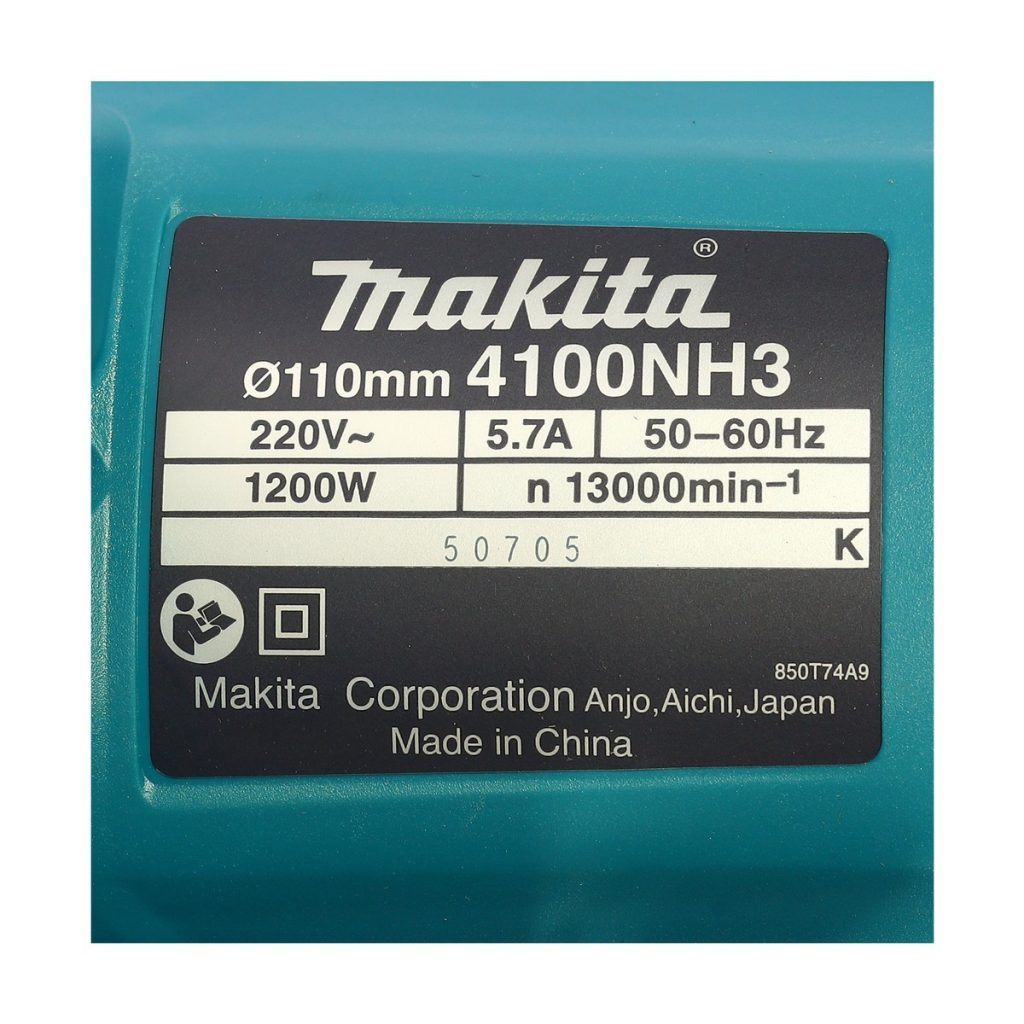 makita®
Ø110mm 4100NH3
220V~ 5.7A 50–60Hz
1200W n 13000min⁻¹
50705 K
850T74A9
Makita Corporation Anjo,Aichi,Japan
Made in China